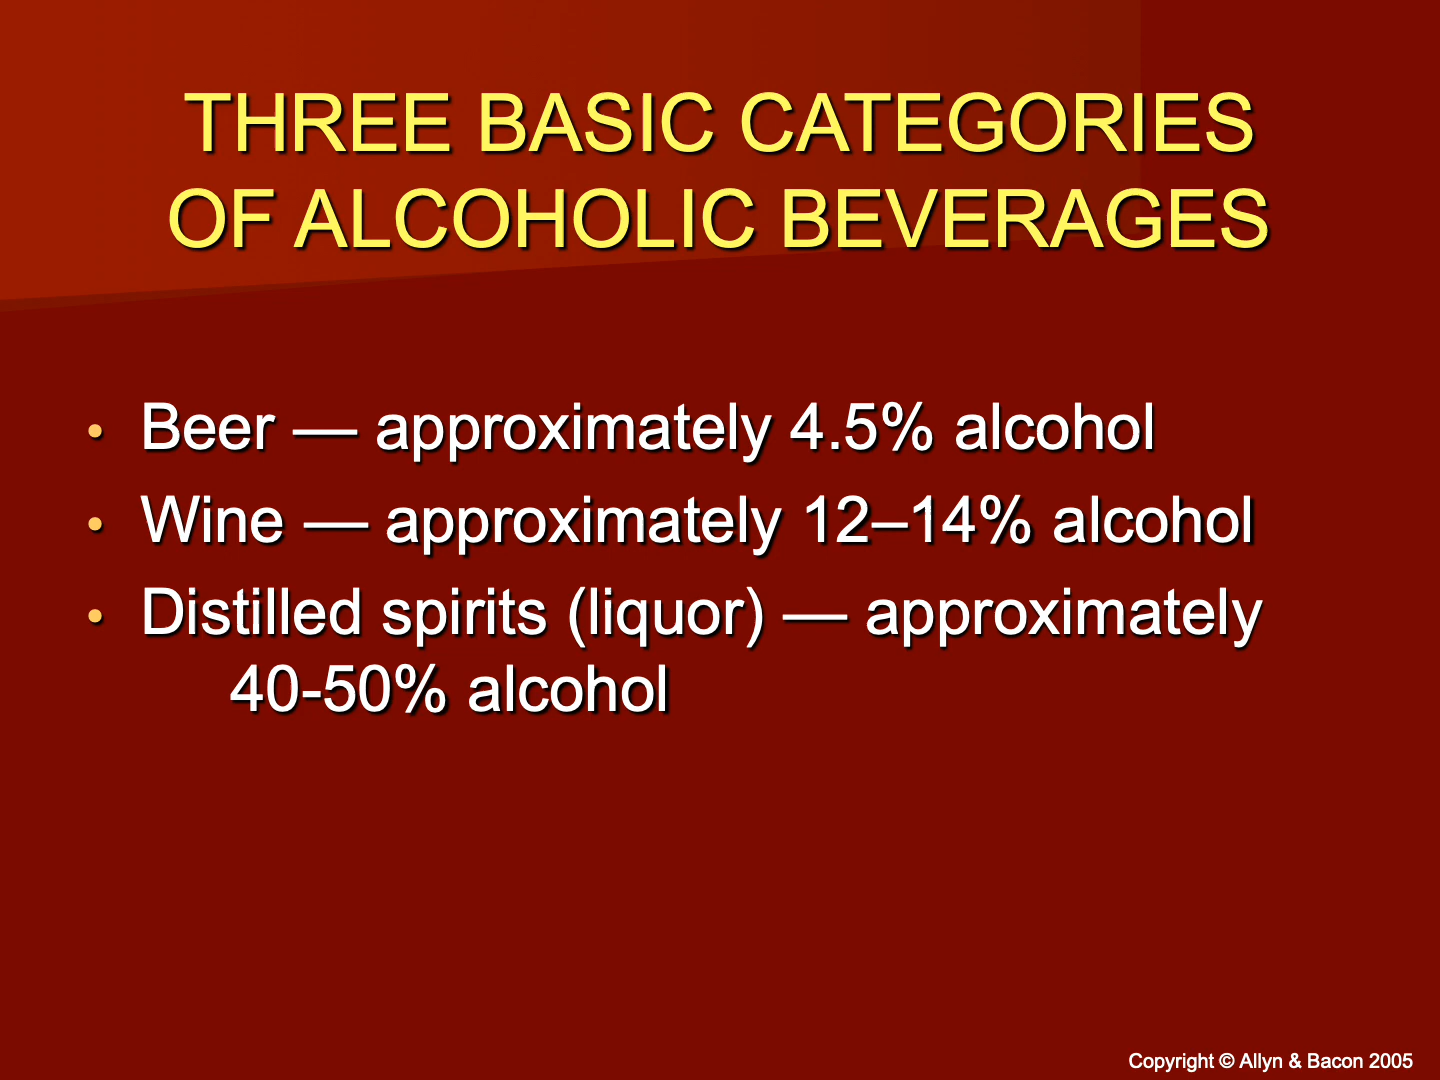 THREE BASIC CATEGORIES
OF ALCOHOLIC BEVERAGES
• Beer — approximately 4.5% alcohol
• Wine — approximately 12–14% alcohol
• Distilled spirits (liquor) — approximately
40-50% alcohol
Copyright © Allyn & Bacon 2005